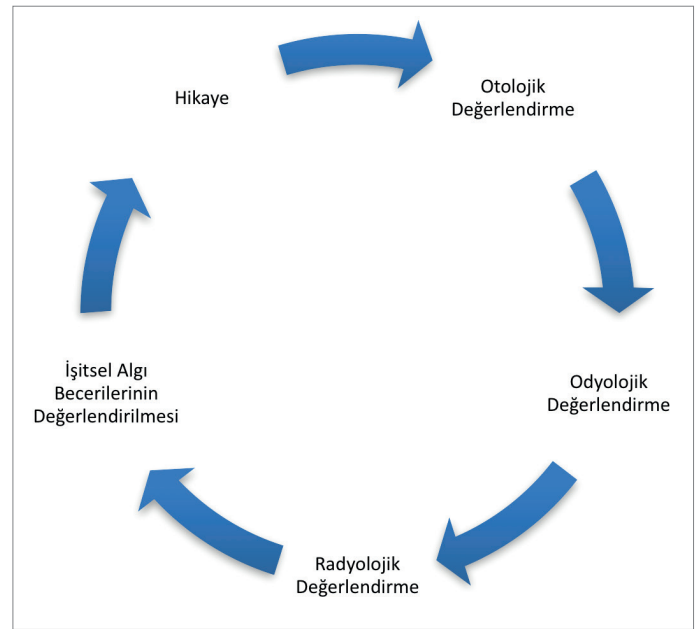 Hikaye
Otolojik
Değerlendirme
Odyolojik
Değerlendirme
Radyolojik
Değerlendirme
İşitsel Algı
Becerilerinin
Değerlendirilmesi